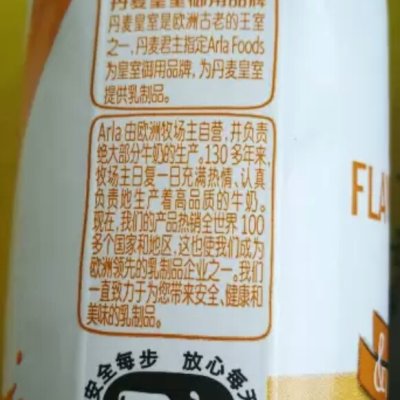 丹麦皇室御用品牌
丹麦皇室是欧洲古老的王室
之一,丹麦君主指定Arla Foods
为皇室御用品牌,为丹麦皇室
提供乳制品。
Arla 由欧洲牧场主自营,并负责
绝大部分牛奶的生产。130 多年来,
牧场主日复一日充满热情、认真
负责地生产着高品质的牛奶。
现在,我们的产品热销全世界 100
多个国家和地区,这也使我们成为
欧洲领先的乳制品企业之一。我们
一直致力于为您带来安全、健康和
美味的乳制品。
FLA
&
安全每步 放心每天